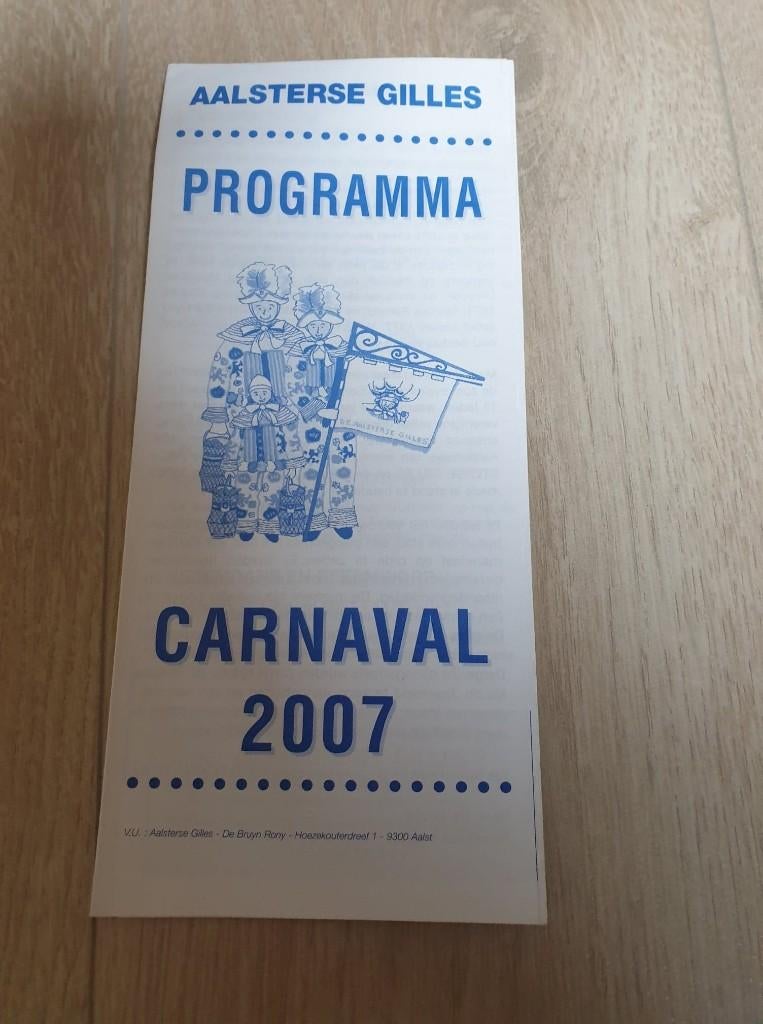 AALSTERSE GILLES
PROGRAMMA
DE AALSTERSE GILLES
CARNAVAL
2007
V.U. : Aalsterse Gilles - De Bruyn Rony - Hoezekouterdreef 1 - 9300 Aalst